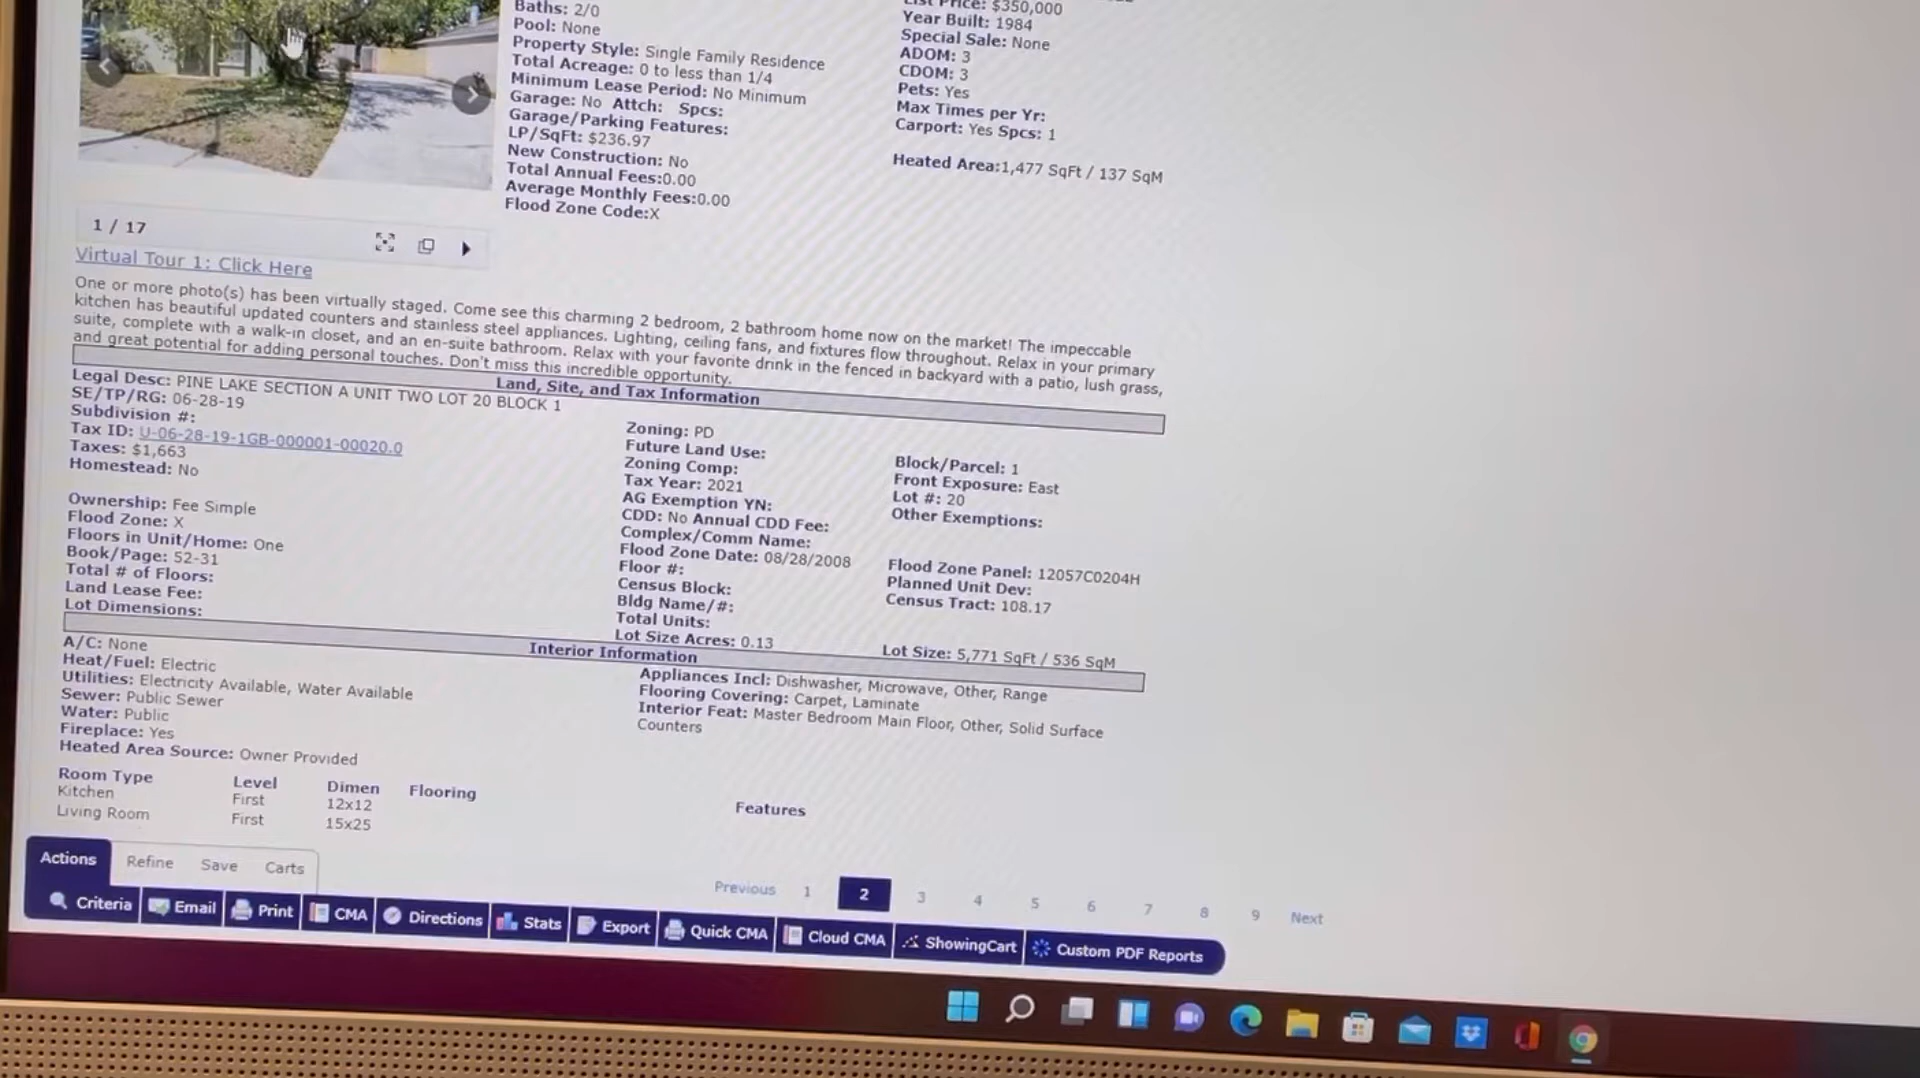 Baths: 2/0
Pool: None
Property Style: Single Family Residence
Total Acreage: 0 to less than 1/4
Minimum Lease Period: No Minimum
Garage: No Attch: Spcs:
Garage/Parking Features:
LP/SqFt: $236.97
New Construction: No
Total Annual Fees:0.00
Average Monthly Fees:0.00
Flood Zone Code:X
List Price: $350,000
Year Built: 1984
Special Sale: None
ADOM: 3
CDOM: 3
Pets: Yes
Max Times per Yr:
Carport: Yes Spcs: 1
Heated Area:1,477 SqFt / 137 SqM
1 / 17
Virtual Tour 1: Click Here
One or more photo(s) has been virtually staged. Come see this charming 2 bedroom, 2 bathroom home now on the market! The impeccable
kitchen has beautiful updated counters and stainless steel appliances. Lighting, ceiling fans, and fixtures flow throughout. Relax in your primary
suite, complete with a walk-in closet, and an en-suite bathroom. Relax with your favorite drink in the fenced in backyard with a patio, lush grass,
and great potential for adding personal touches. Don't miss this incredible opportunity.
Land, Site, and Tax Information
Legal Desc: PINE LAKE SECTION A UNIT TWO LOT 20 BLOCK 1
SE/TP/RG: 06-28-19
Subdivision #:
Tax ID: U-06-28-19-1GB-000001-00020.0
Taxes: $1,663
Homestead: No
Ownership: Fee Simple
Flood Zone: X
Floors in Unit/Home: One
Book/Page: 52-31
Total # of Floors:
Land Lease Fee:
Lot Dimensions:
Zoning: PD
Future Land Use:
Zoning Comp:
Tax Year: 2021
AG Exemption YN:
CDD: No Annual CDD Fee:
Complex/Comm Name:
Flood Zone Date: 08/28/2008
Floor #:
Census Block:
Bldg Name/#:
Total Units:
Lot Size Acres: 0.13
Block/Parcel: 1
Front Exposure: East
Lot #: 20
Other Exemptions:
Flood Zone Panel: 12057C0204H
Planned Unit Dev:
Census Tract: 108.17
Lot Size: 5,771 SqFt / 536 SqM
Interior Information
A/C: None
Heat/Fuel: Electric
Utilities: Electricity Available, Water Available
Sewer: Public Sewer
Water: Public
Fireplace: Yes
Heated Area Source: Owner Provided
Appliances Incl: Dishwasher, Microwave, Other, Range
Flooring Covering: Carpet, Laminate
Interior Feat: Master Bedroom Main Floor, Other, Solid Surface
Counters
Room Type Level Dimen Flooring Features
Kitchen First 12x12
Living Room First 15x25
Actions Refine Save Carts
Previous 1 2 3 4 5 6 7 8 9 Next
Criteria Email Print CMA Directions Stats Export Quick CMA Cloud CMA ShowingCart Custom PDF Reports